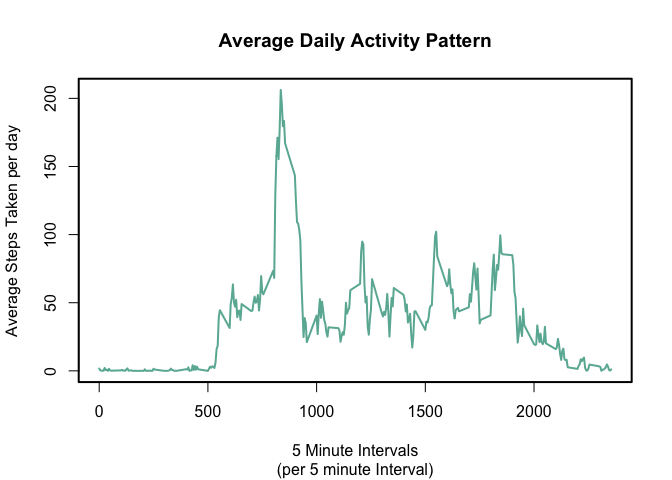 Average Daily Activity Pattern
Average Steps Taken per day
200
150
100
50
0
0 500 1000 1500 2000
5 Minute Intervals
(per 5 minute Interval)